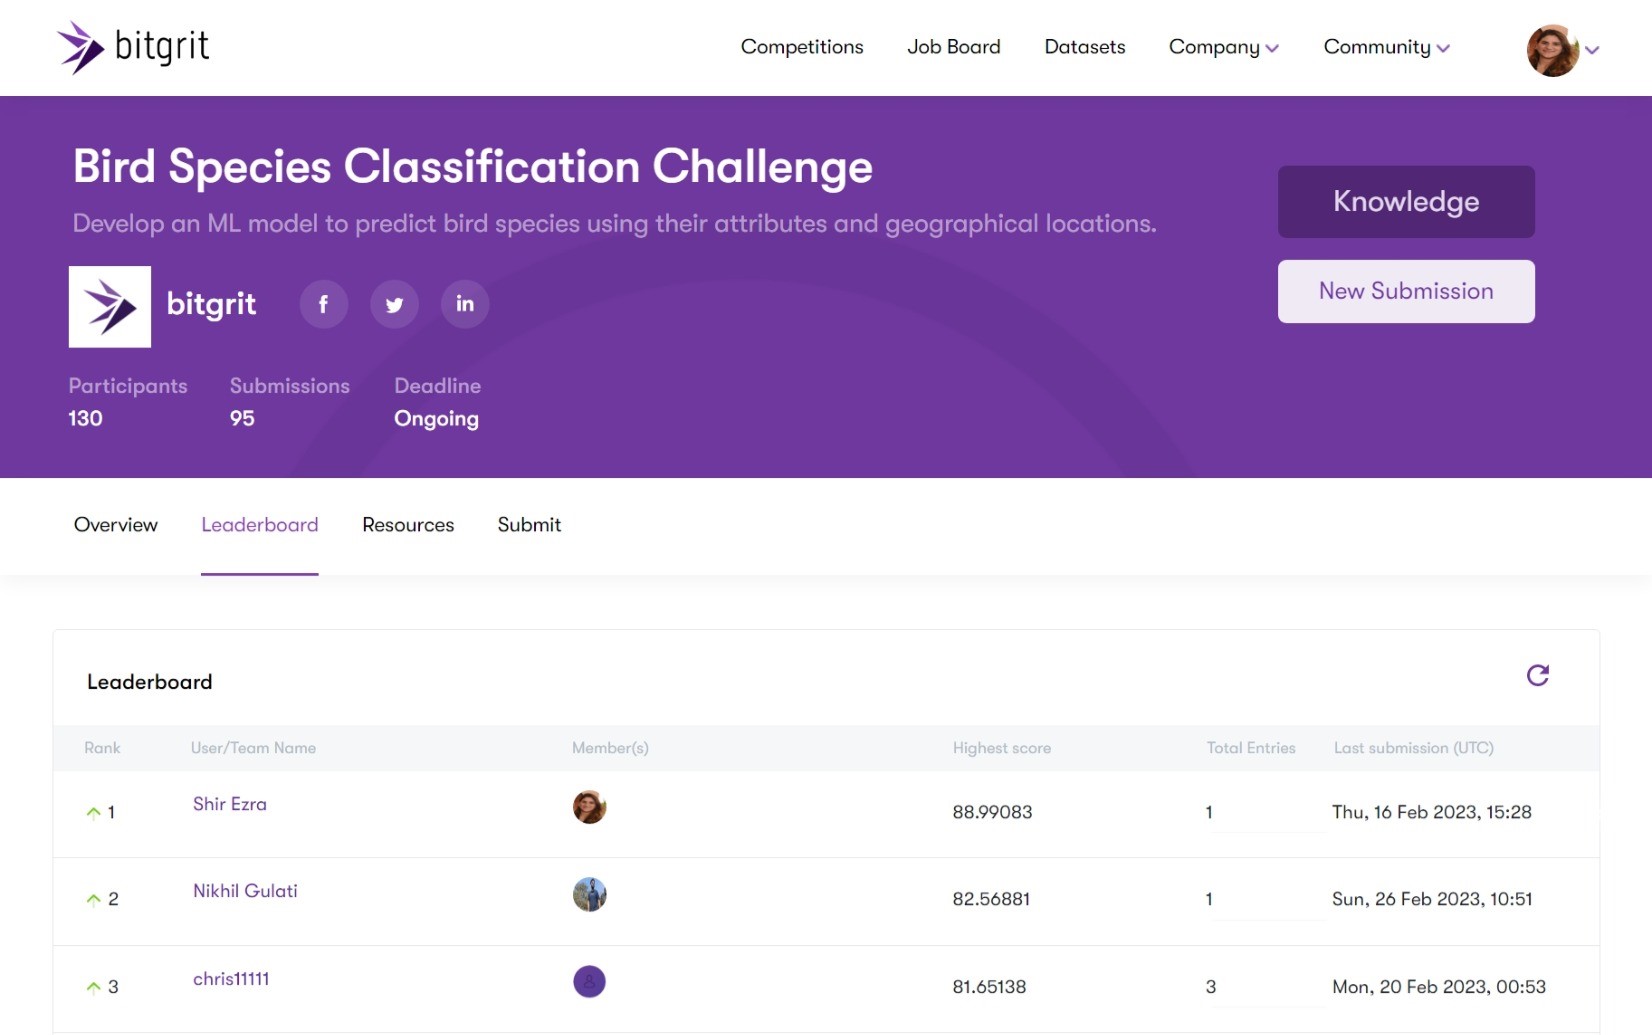 bitgrit
Competitions Job Board Datasets Company Community
Bird Species Classification Challenge
Develop an ML model to predict bird species using their attributes and geographical locations.
Knowledge
New Submission
bitgrit f in
Participants Submissions Deadline
130 95 Ongoing
Overview Leaderboard Resources Submit
Leaderboard
Rank User/Team Name Member(s) Highest score Total Entries Last submission (UTC)
1 Shir Ezra 88.99083 1 Thu, 16 Feb 2023, 15:28
2 Nikhil Gulati 82.56881 1 Sun, 26 Feb 2023, 10:51
3 chris11111 81.65138 3 Mon, 20 Feb 2023, 00:53